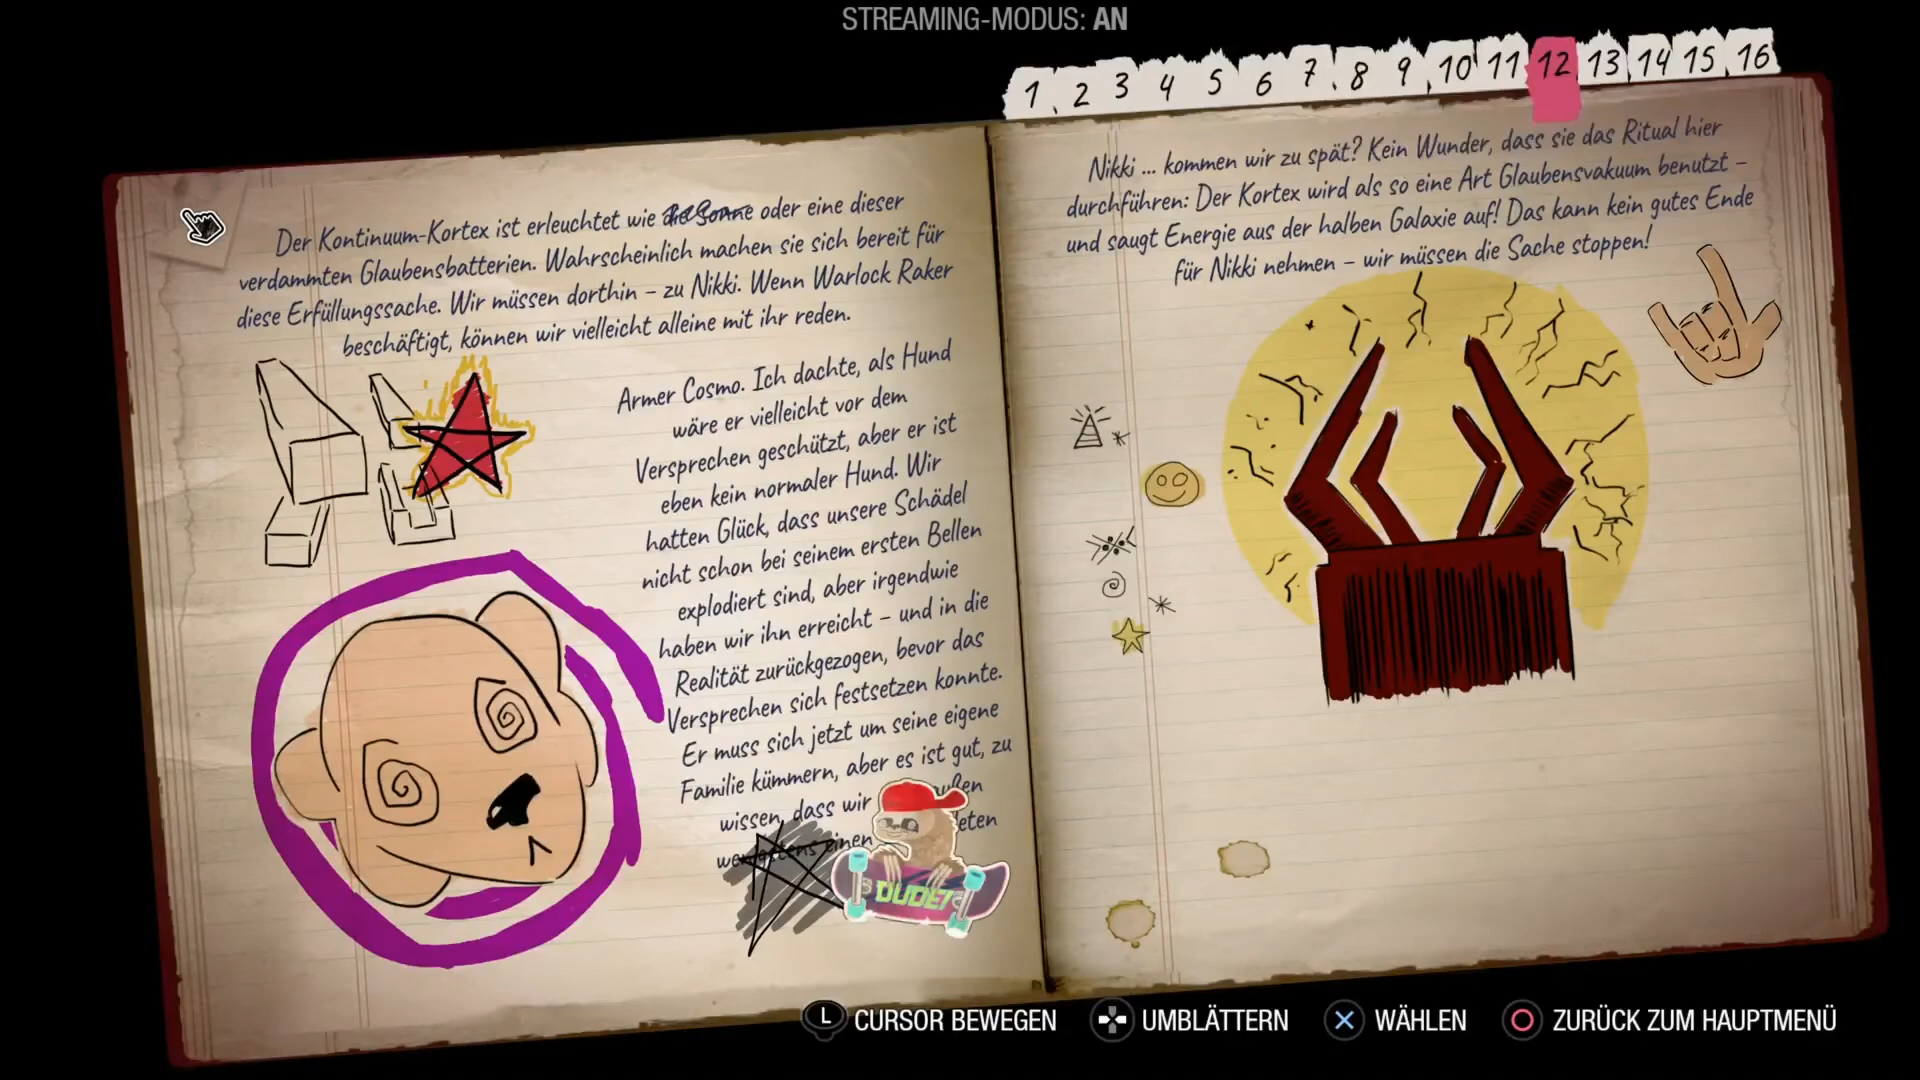 STREAMING-MODUS: AN
1 2 3 4 5 6 7 8 9 10 11 12 13 14 15 16
Der Kontinuum-Kortex ist erleuchtet wie die Sonne oder eine dieser
verdammten Glaubensbatterien. Wahrscheinlich machen sie sich bereit für
diese Erfüllungssache. Wir müssen dorthin – zu Nikki. Wenn Warlock Raker
beschäftigt, können wir vielleicht alleine mit ihr reden.
Armer Cosmo. Ich dachte, als Hund
wäre er vielleicht vor dem
Versprechen geschützt, aber er ist
eben kein normaler Hund. Wir
hatten Glück, dass unsere Schädel
nicht schon bei seinem ersten Bellen
explodiert sind, aber irgendwie
haben wir ihn erreicht – und in die
Realität zurückgezogen, bevor das
Versprechen sich festsetzen konnte.
Er muss sich jetzt um seine eigene
Familie kümmern, aber es ist gut, zu
wissen, dass wir
wenigstens einen
DUDE!
Nikki ... kommen wir zu spät? Kein Wunder, dass sie das Ritual hier
durchführen: Der Kortex wird als so eine Art Glaubensvakuum benutzt –
und saugt Energie aus der halben Galaxie auf! Das kann kein gutes Ende
für Nikki nehmen – wir müssen die Sache stoppen!
L CURSOR BEWEGEN UMBLÄTTERN WÄHLEN ZURÜCK ZUM HAUPTMENÜ